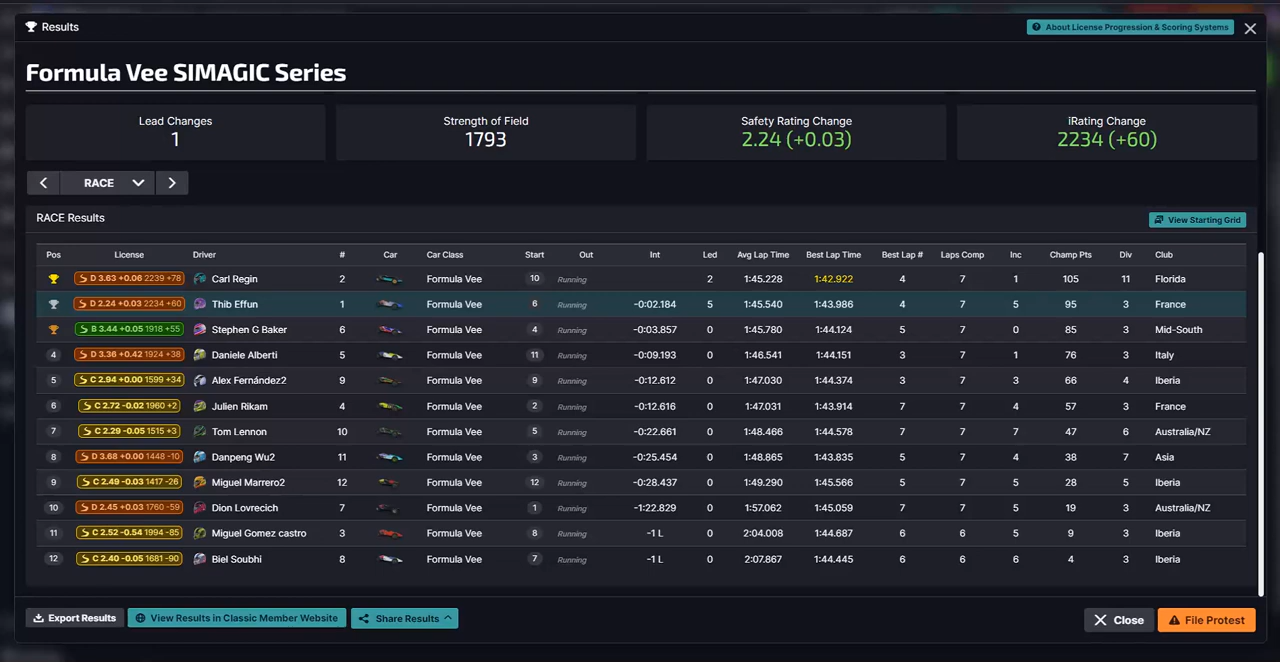 Results
About License Progression & Scoring Systems
Formula Vee SIMAGIC Series
Lead Changes Strength of Field Safety Rating Change iRating Change
1 1793 2.24 (+0.03) 2234 (+60)
RACE
RACE Results
View Starting Grid
Pos License Driver # Car Car Class Start Out Int Led Avg Lap Time Best Lap Time Best Lap # Laps Comp Inc Champ Pts Div Club
D 3.63 +0.06 2239 +78 Carl Regin 2 Formula Vee 10 Running 2 1:45.228 1:42.922 4 7 1 105 11 Florida
D 2.24 +0.03 2234 +60 Thib Effun 1 Formula Vee 6 Running -0:02.184 5 1:45.540 1:43.986 4 7 5 95 3 France
B 3.44 +0.05 1918 +55 Stephen G Baker 6 Formula Vee 4 Running -0:03.857 0 1:45.780 1:44.124 5 7 0 85 3 Mid-South
4 D 3.36 +0.42 1924 +38 Daniele Alberti 5 Formula Vee 11 Running -0:09.193 0 1:46.541 1:44.151 3 7 1 76 3 Italy
5 C 2.94 +0.00 1599 +34 Alex Fernández2 9 Formula Vee 9 Running -0:12.612 0 1:47.030 1:44.374 3 7 3 66 4 Iberia
6 C 2.72 -0.02 1960 +2 Julien Rikam 4 Formula Vee 2 Running -0:12.616 0 1:47.031 1:43.914 7 7 4 57 3 France
7 C 2.29 -0.05 1515 +3 Tom Lennon 10 Formula Vee 5 Running -0:22.661 0 1:48.466 1:44.578 7 7 7 47 6 Australia/NZ
8 D 3.68 +0.00 1448 -10 Danpeng Wu2 11 Formula Vee 3 Running -0:25.454 0 1:48.865 1:43.835 5 7 4 38 7 Asia
9 C 2.49 -0.03 1417 -26 Miguel Marrero2 12 Formula Vee 12 Running -0:28.437 0 1:49.290 1:45.566 5 7 5 28 5 Iberia
10 D 2.45 +0.03 1760 -59 Dion Lovrecich 7 Formula Vee 1 Running -1:22.829 0 1:57.062 1:45.059 7 7 5 19 3 Australia/NZ
11 C 2.52 -0.54 1994 -85 Miguel Gomez castro 3 Formula Vee 8 Running -1 L 0 2:04.008 1:44.687 6 6 5 9 3 Iberia
12 C 2.40 -0.05 1681 -90 Biel Soubhi 8 Formula Vee 7 Running -1 L 0 2:07.867 1:44.445 6 6 6 4 3 Iberia
Export Results View Results in Classic Member Website Share Results Close File Protest